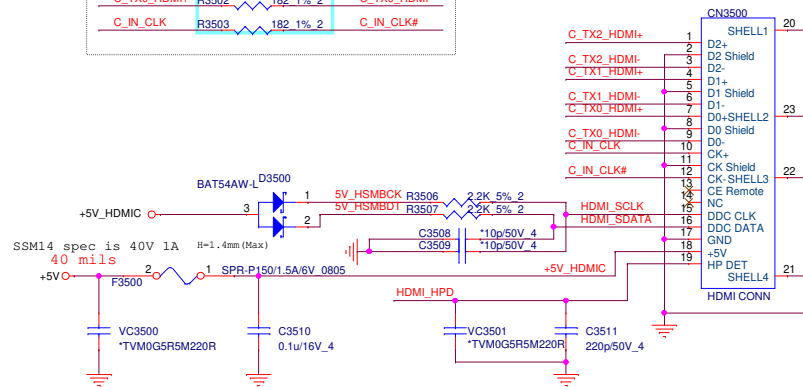 C_TX0_HDMI+ R3502 182_1%_2 C_TX0_HDMI-
C_IN_CLK R3503 182_1%_2 C_IN_CLK#
CN3500
SHELL1 20
C_TX2_HDMI+ 1 D2+
2 D2 Shield
C_TX2_HDMI- 3 D2-
C_TX1_HDMI+ 4 D1+
5 D1 Shield
C_TX1_HDMI- 6 D1-
C_TX0_HDMI+ 7 D0+ SHELL2 23
8 D0 Shield
C_TX0_HDMI- 9 D0-
C_IN_CLK 10 CK+
11 CK Shield
C_IN_CLK# 12 CK- SHELL3 22
13 CE Remote
14 NC
HDMI_SCLK 15 DDC CLK
HDMI_SDATA 16 DDC DATA
17 GND
18 +5V
19 HP DET
SHELL4 21
HDMI CONN
BAT54AW-L D3500
+5V_HDMIC 3
1 5V_HSMBCK R3506 2.2K_5%_2
2 5V_HSMBDT R3507 2.2K_5%_2
C3508 *10p/50V_4
C3509 *10p/50V_4
SSM14 spec is 40V 1A H=1.4mm(Max)
40 mils
+5V 2 1 SPR-P150/1.5A/6V_0805 +5V_HDMIC
F3500
HDMI_HPD
VC3500
*TVM0G5R5M220R
C3510
0.1u/16V_4
VC3501
*TVM0G5R5M220R
C3511
220p/50V_4